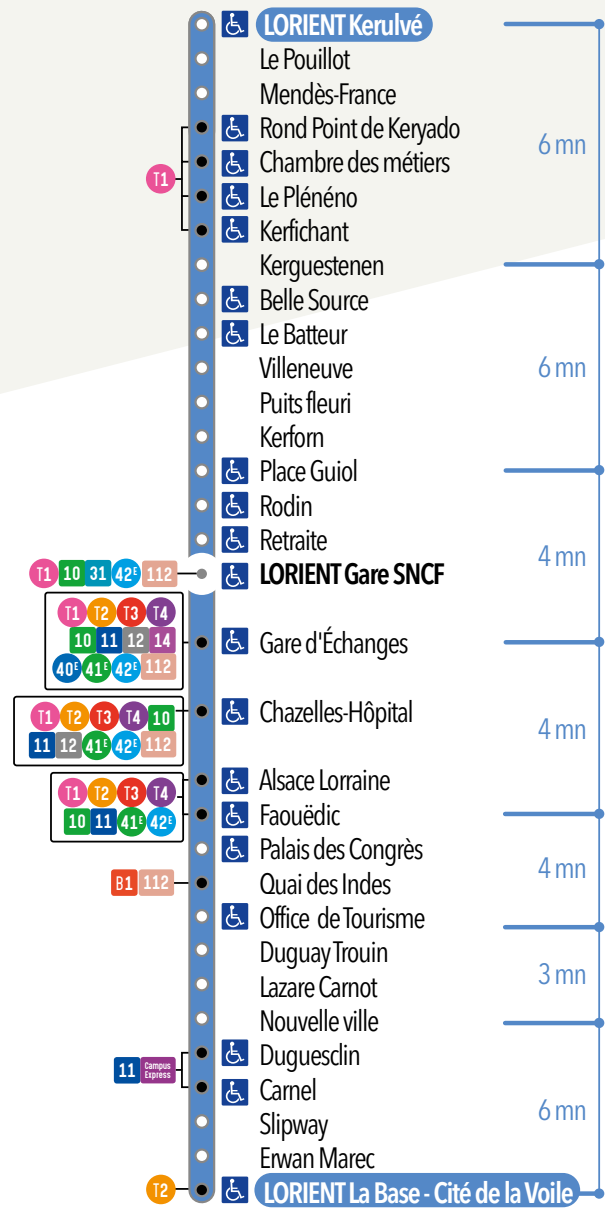 LORIENT Kerulvé
Le Pouillot
Mendès-France
Rond Point de Keryado
6 mn
Chambre des métiers
T1
Le Plénéno
Kerfichant
Kerguestenen
Belle Source
Le Batteur
Villeneuve
6 mn
Puits fleuri
Kerforn
Place Guiol
Rodin
Retraite
4 mn
T1 10 31 42E 112
LORIENT Gare SNCF
T1 T2 T3 T4
10 11 12 14
40E 41E 42E 112
Gare d'Échanges
T1 T2 T3 T4 10
11 12 41E 42E 112
Chazelles-Hôpital
4 mn
Alsace Lorraine
T1 T2 T3 T4
10 11 41E 42E
Faouëdic
Palais des Congrès
4 mn
B1 112
Quai des Indes
Office de Tourisme
Duguay Trouin
3 mn
Lazare Carnot
Nouvelle ville
Duguesclin
11 Campus Express
Carnel
6 mn
Slipway
Erwan Marec
T2
LORIENT La Base - Cité de la Voile